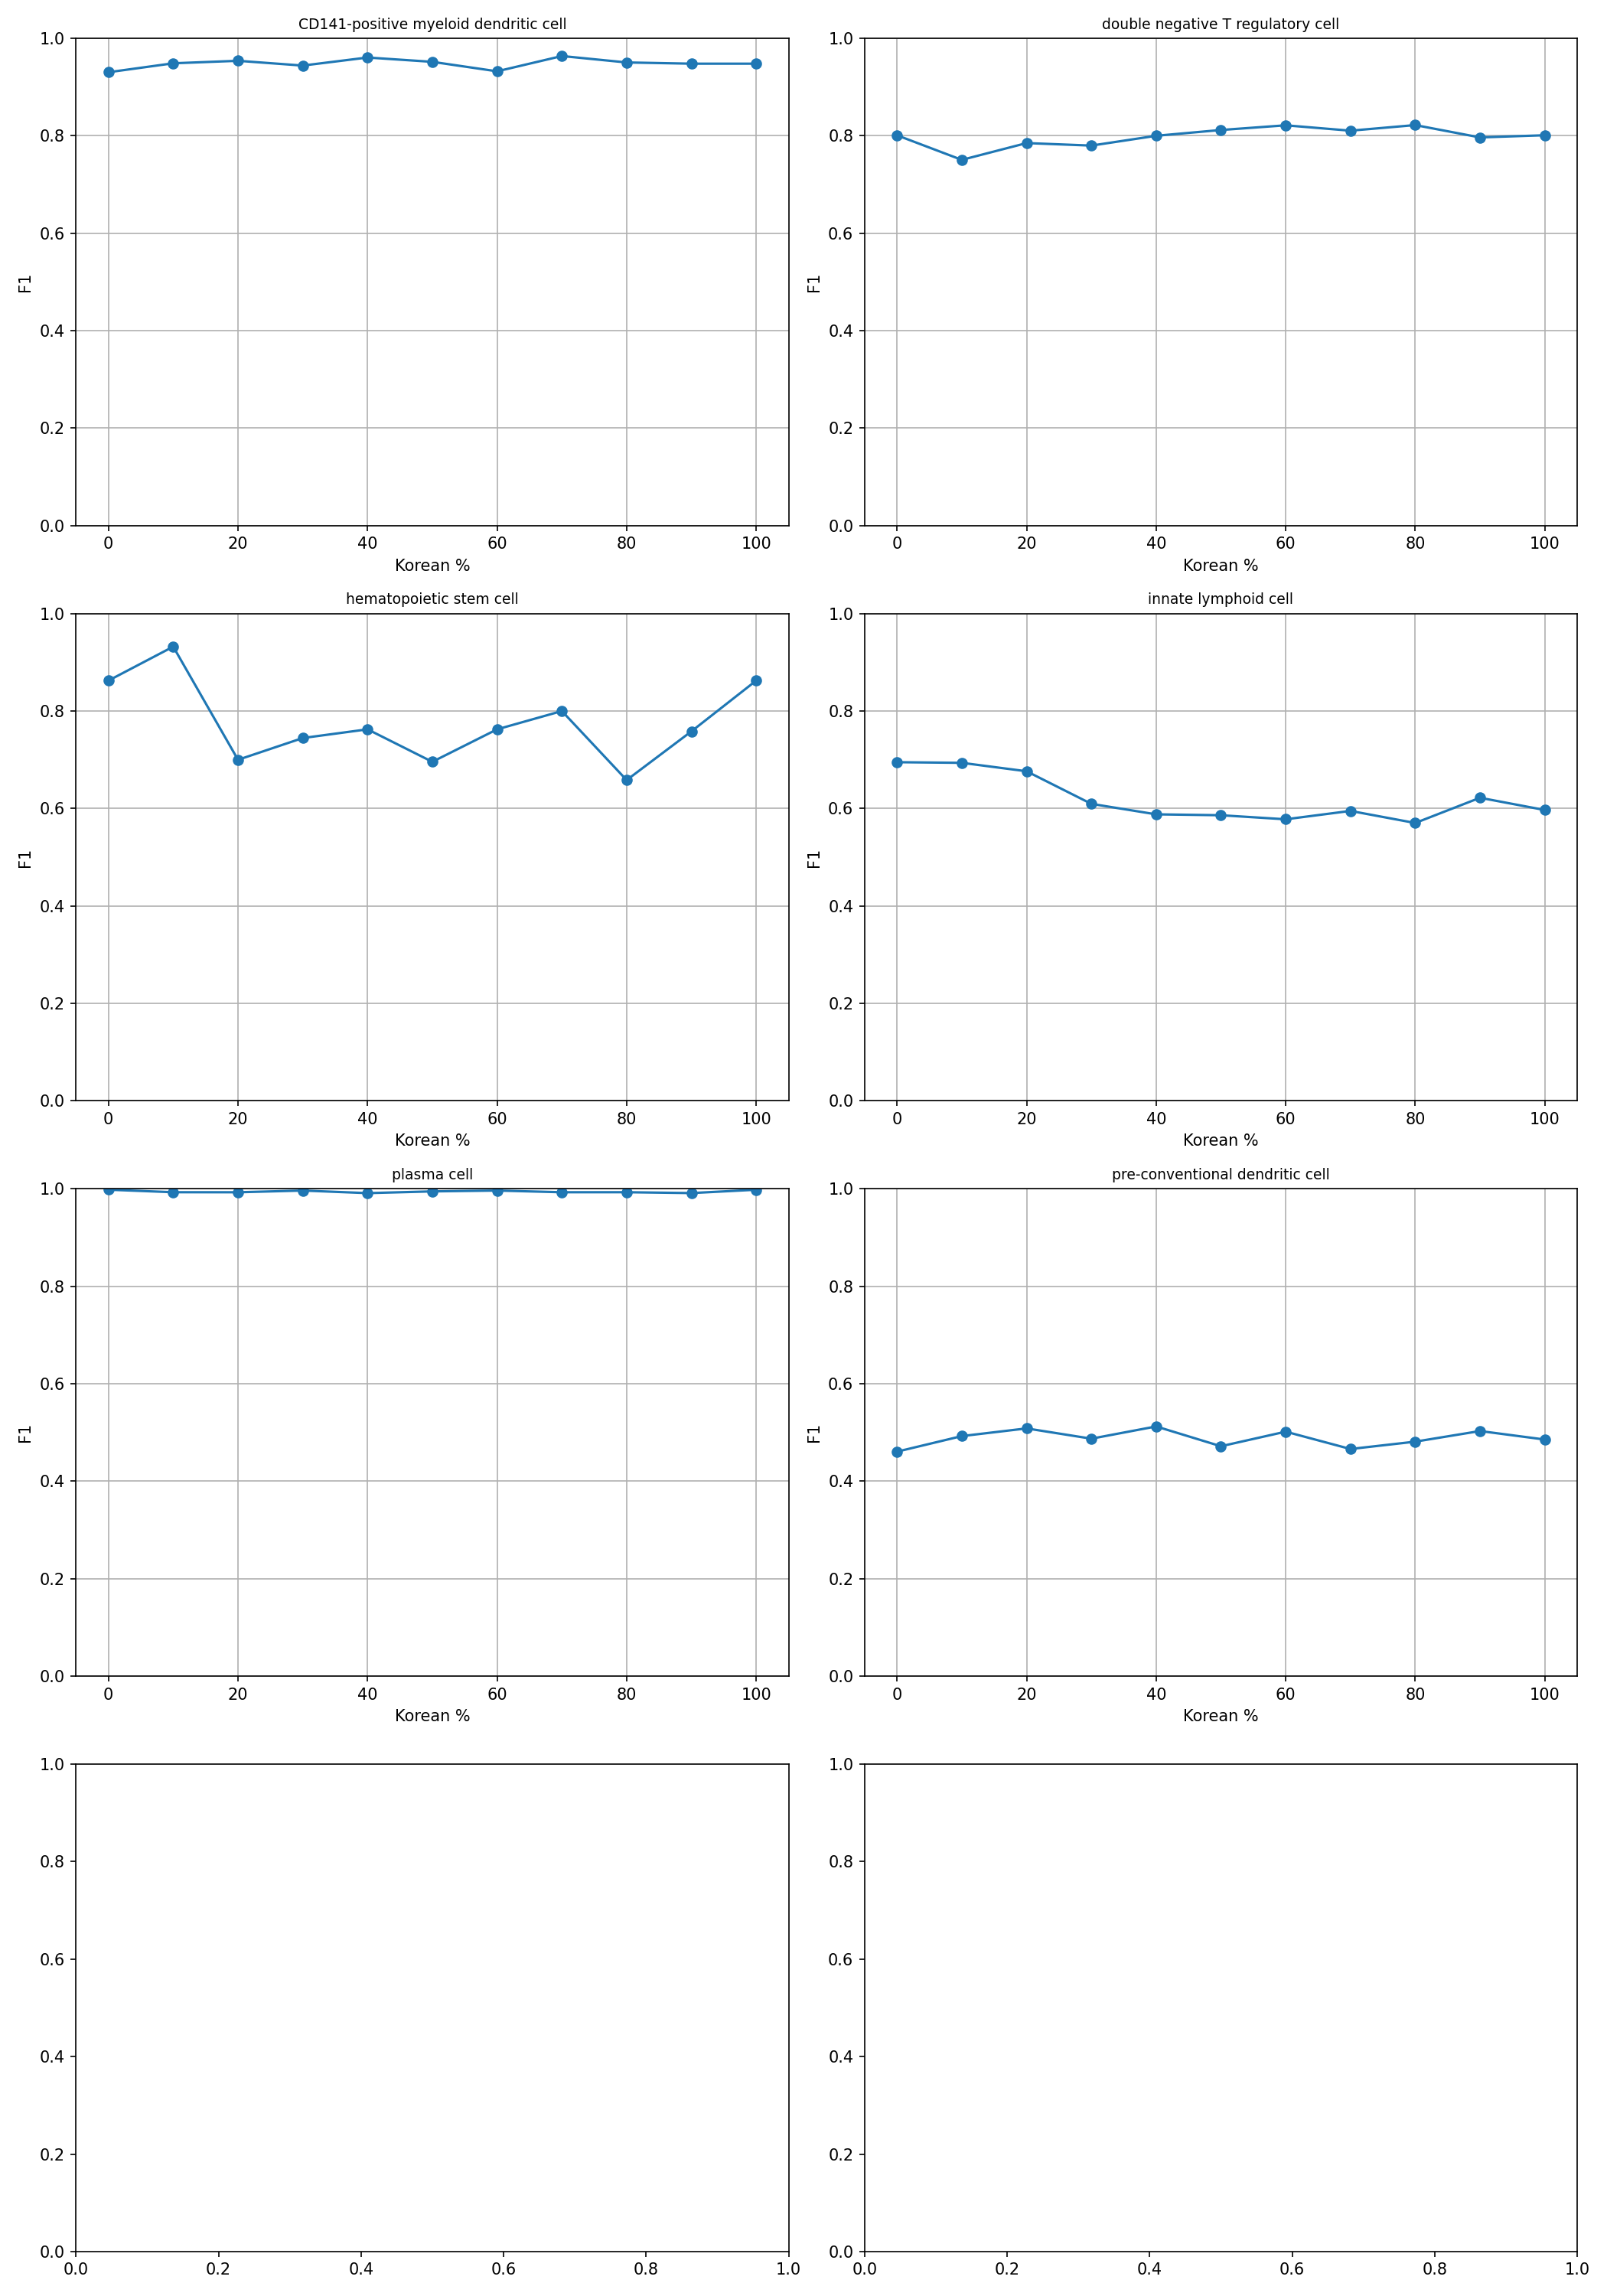 CD141-positive myeloid dendritic cell
1.0
0.8
0.6
0.4
0.2
0.0
F1
0 20 40 60 80 100
Korean %
double negative T regulatory cell
1.0
0.8
0.6
0.4
0.2
0.0
F1
0 20 40 60 80 100
Korean %
hematopoietic stem cell
1.0
0.8
0.6
0.4
0.2
0.0
F1
0 20 40 60 80 100
Korean %
innate lymphoid cell
1.0
0.8
0.6
0.4
0.2
0.0
F1
0 20 40 60 80 100
Korean %
plasma cell
1.0
0.8
0.6
0.4
0.2
0.0
F1
0 20 40 60 80 100
Korean %
pre-conventional dendritic cell
1.0
0.8
0.6
0.4
0.2
0.0
F1
0 20 40 60 80 100
Korean %
1.0
0.8
0.6
0.4
0.2
0.0
0.0 0.2 0.4 0.6 0.8 1.0
1.0
0.8
0.6
0.4
0.2
0.0
0.0 0.2 0.4 0.6 0.8 1.0